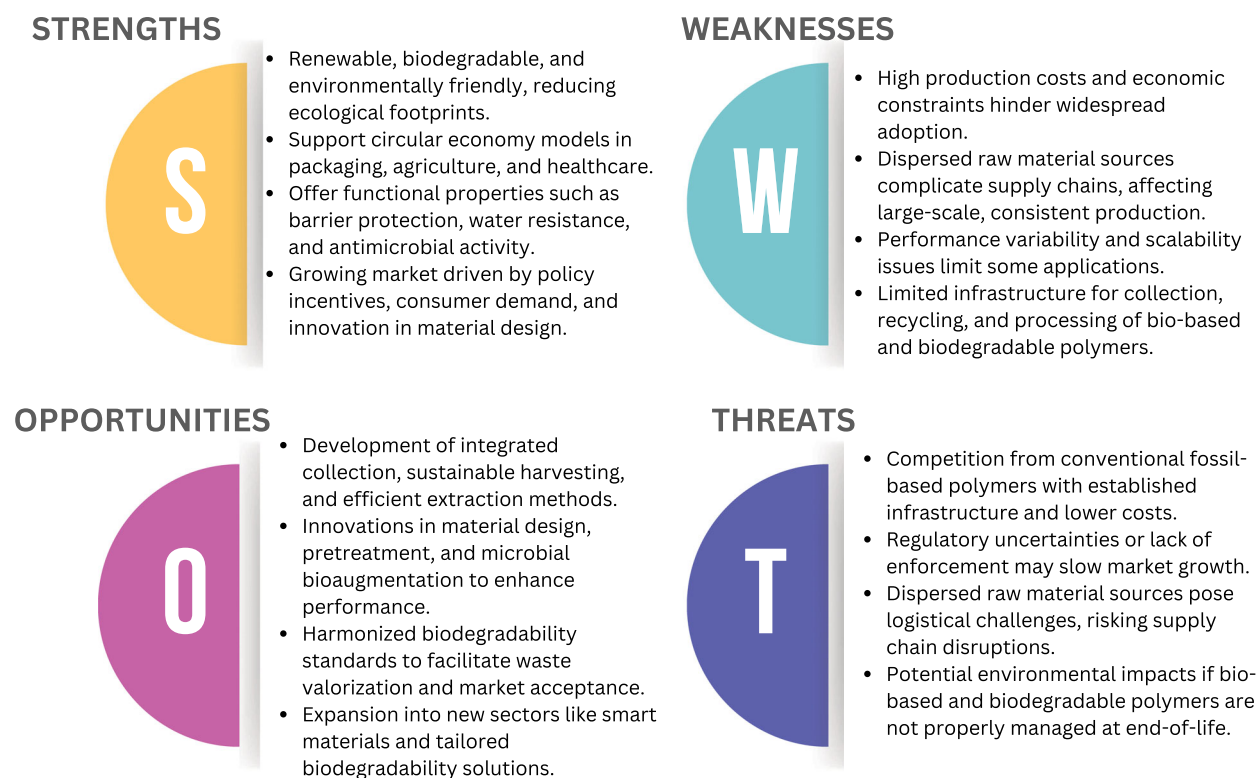 STRENGTHS
S
• Renewable, biodegradable, and
environmentally friendly, reducing
ecological footprints.
• Support circular economy models in
packaging, agriculture, and healthcare.
• Offer functional properties such as
barrier protection, water resistance,
and antimicrobial activity.
• Growing market driven by policy
incentives, consumer demand, and
innovation in material design.
WEAKNESSES
W
• High production costs and economic
constraints hinder widespread
adoption.
• Dispersed raw material sources
complicate supply chains, affecting
large-scale, consistent production.
• Performance variability and scalability
issues limit some applications.
• Limited infrastructure for collection,
recycling, and processing of bio-based
and biodegradable polymers.
OPPORTUNITIES
O
• Development of integrated
collection, sustainable harvesting,
and efficient extraction methods.
• Innovations in material design,
pretreatment, and microbial
bioaugmentation to enhance
performance.
• Harmonized biodegradability
standards to facilitate waste
valorization and market acceptance.
• Expansion into new sectors like smart
materials and tailored
biodegradability solutions.
THREATS
T
• Competition from conventional fossil-
based polymers with established
infrastructure and lower costs.
• Regulatory uncertainties or lack of
enforcement may slow market growth.
• Dispersed raw material sources pose
logistical challenges, risking supply
chain disruptions.
• Potential environmental impacts if bio-
based and biodegradable polymers are
not properly managed at end-of-life.